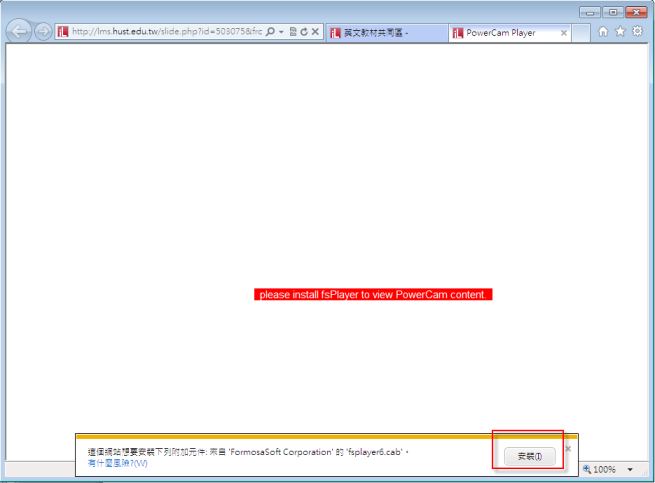 http://lms.hust.edu.tw/slide.php?id=503075&frc
英文教材共同區 -
PowerCam Player
please install fsPlayer to view PowerCam content.
這個網站想要安裝下列附加元件: 來自 'FormosaSoft Corporation' 的 'fsplayer6.cab'。
有什麼風險?(W)
安裝(I)
100%